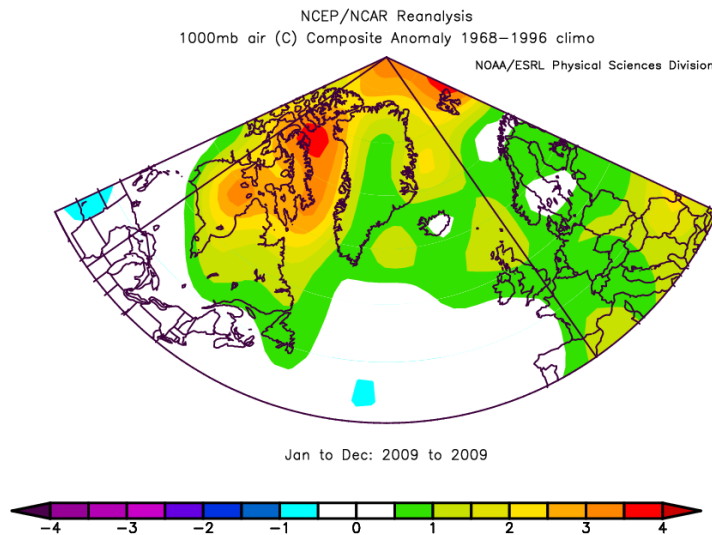 NCEP/NCAR Reanalysis
1000mb air (C) Composite Anomaly 1968-1996 climo
NOAA/ESRL Physical Sciences Division
Jan to Dec: 2009 to 2009
-4 -3 -2 -1 0 1 2 3 4